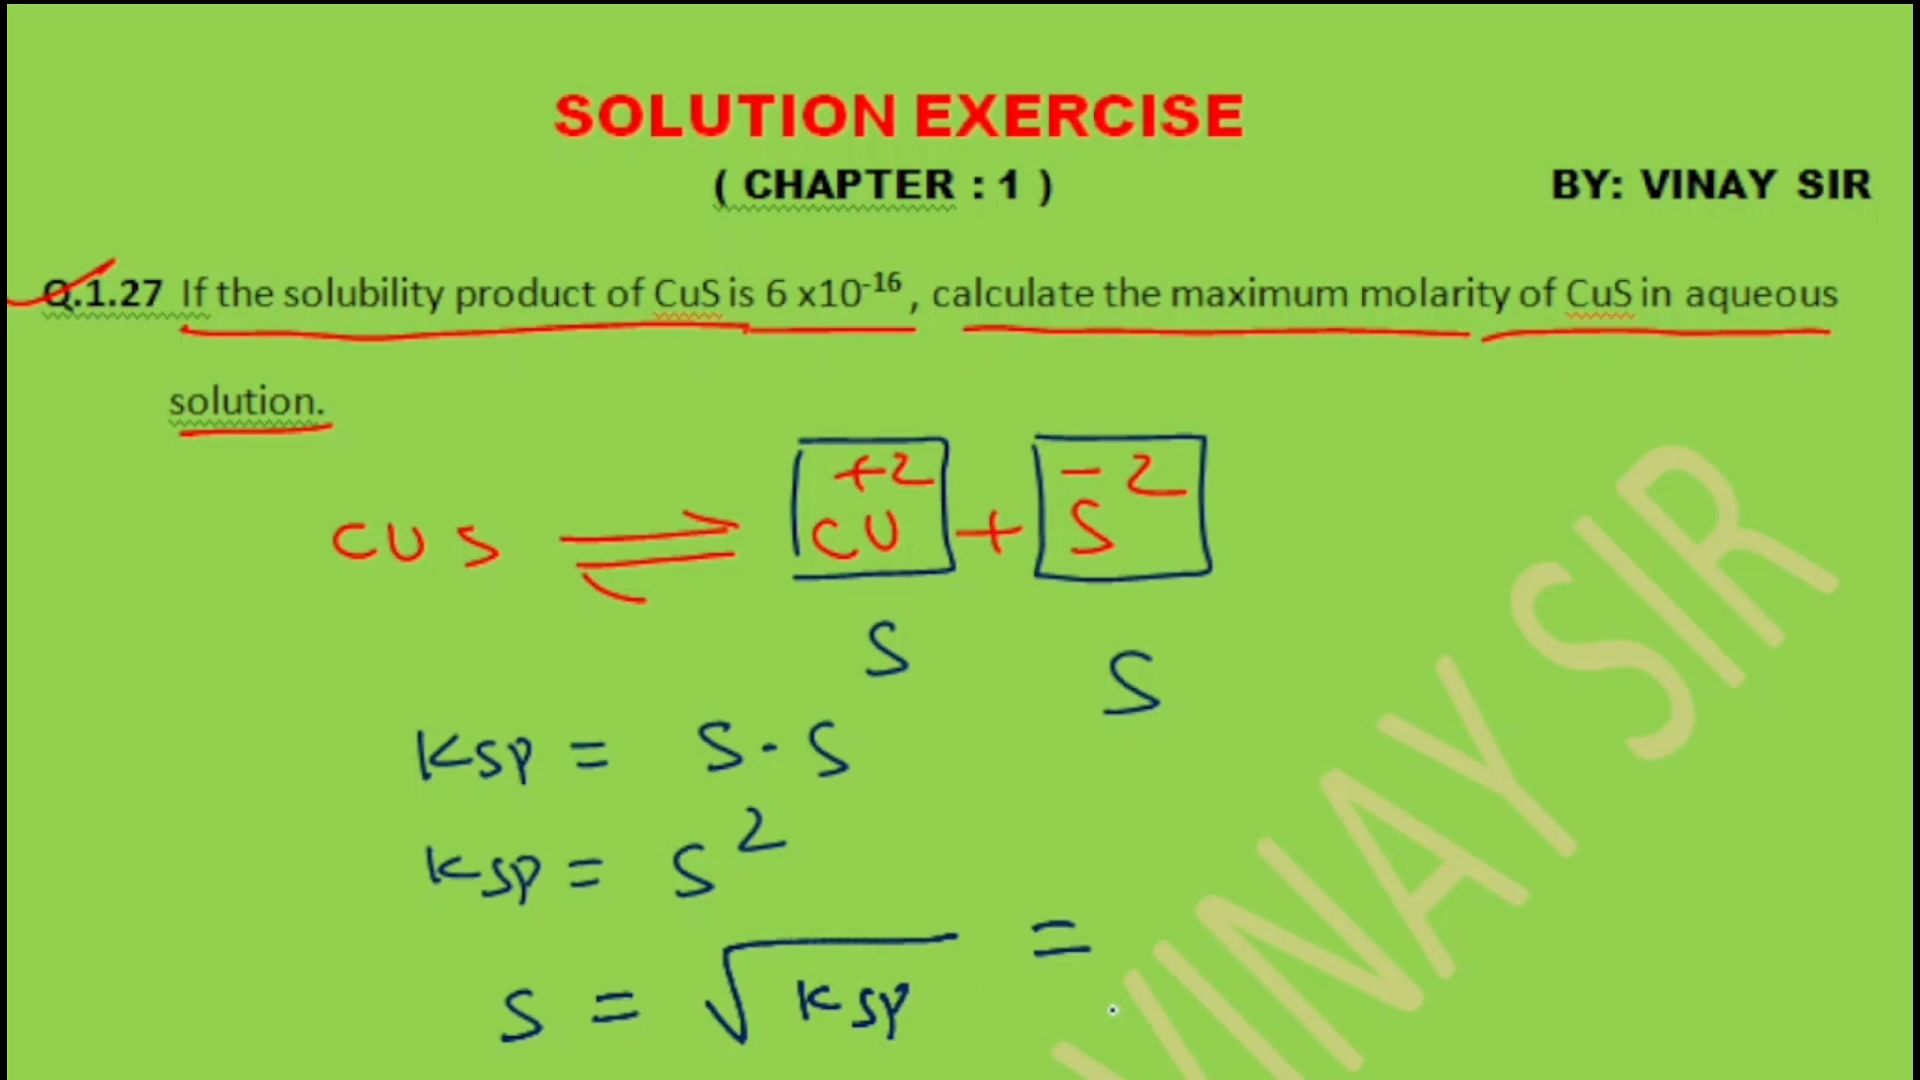 SOLUTION EXERCISE
( CHAPTER : 1 )
BY: VINAY SIR
Q.1.27 If the solubility product of CuS is 6 x10⁻¹⁶ , calculate the maximum molarity of CuS in aqueous
solution.
CUS ⇌ CU⁺² + S⁻²
S S
KSP = S · S
KSP = S²
S = √KSP =
VINAY SIR